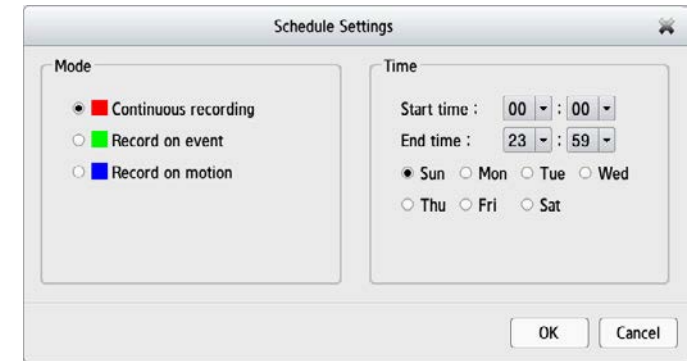 Schedule Settings
Mode
Continuous recording
Record on event
Record on motion
Time
Start time : 00 : 00
End time : 23 : 59
Sun Mon Tue Wed
Thu Fri Sat
OK Cancel